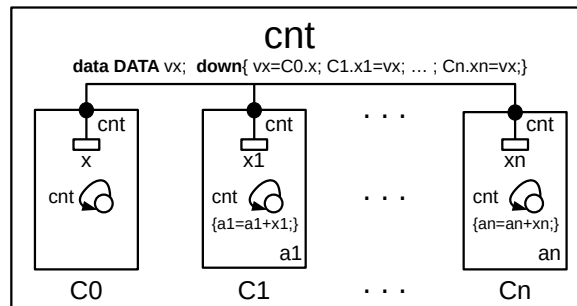 cnt
data DATA vx; down{ vx=C0.x; C1.x1=vx; … ; Cn.xn=vx;}
cnt cnt . . . cnt
x x1 xn
cnt cnt . . . cnt
{a1=a1+x1;} {an=an+xn;}
a1 an
C0 C1 . . . Cn